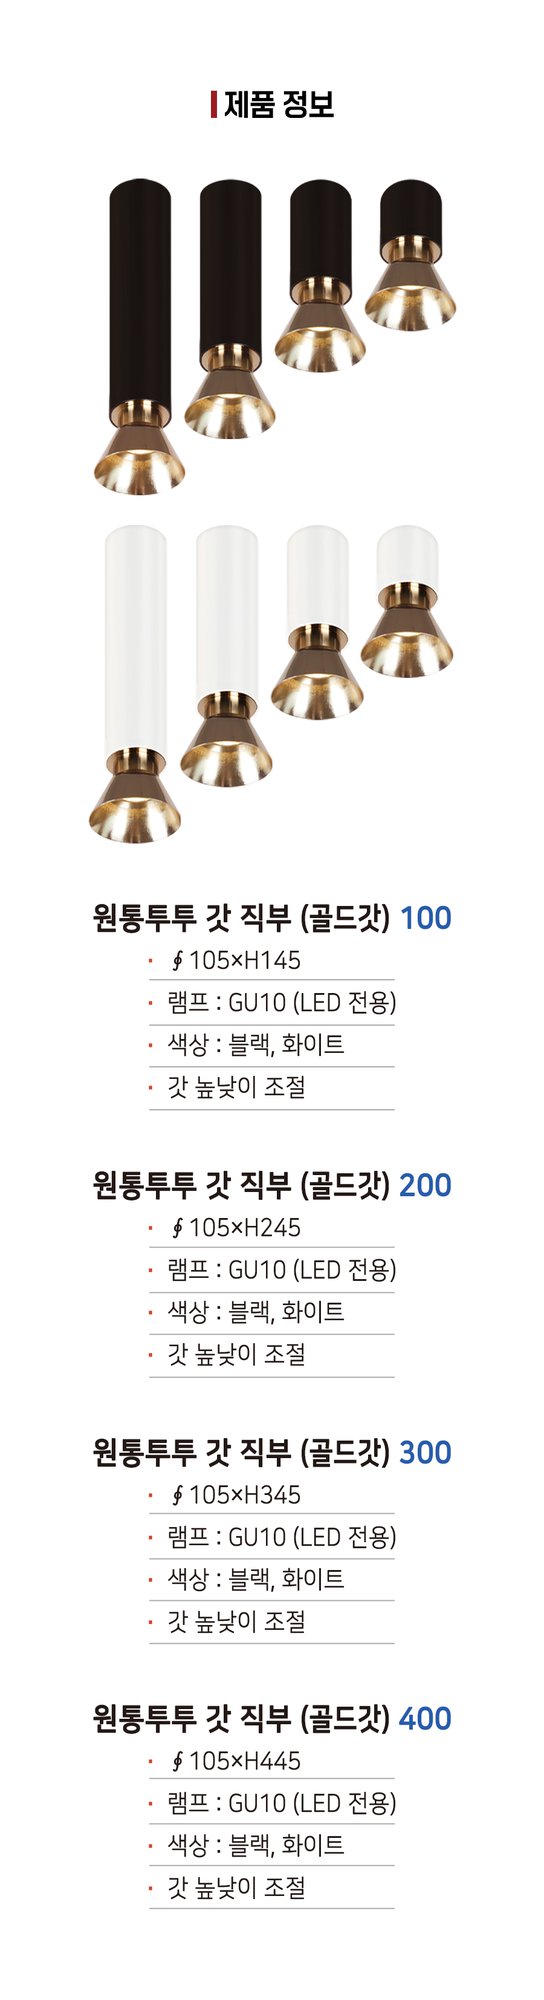 제품 정보
원통투투 갓 직부 (골드갓) 100
· ∮105×H145
· 램프 : GU10 (LED 전용)
· 색상 : 블랙, 화이트
· 갓 높낮이 조절
원통투투 갓 직부 (골드갓) 200
· ∮105×H245
· 램프 : GU10 (LED 전용)
· 색상 : 블랙, 화이트
· 갓 높낮이 조절
원통투투 갓 직부 (골드갓) 300
· ∮105×H345
· 램프 : GU10 (LED 전용)
· 색상 : 블랙, 화이트
· 갓 높낮이 조절
원통투투 갓 직부 (골드갓) 400
· ∮105×H445
· 램프 : GU10 (LED 전용)
· 색상 : 블랙, 화이트
· 갓 높낮이 조절